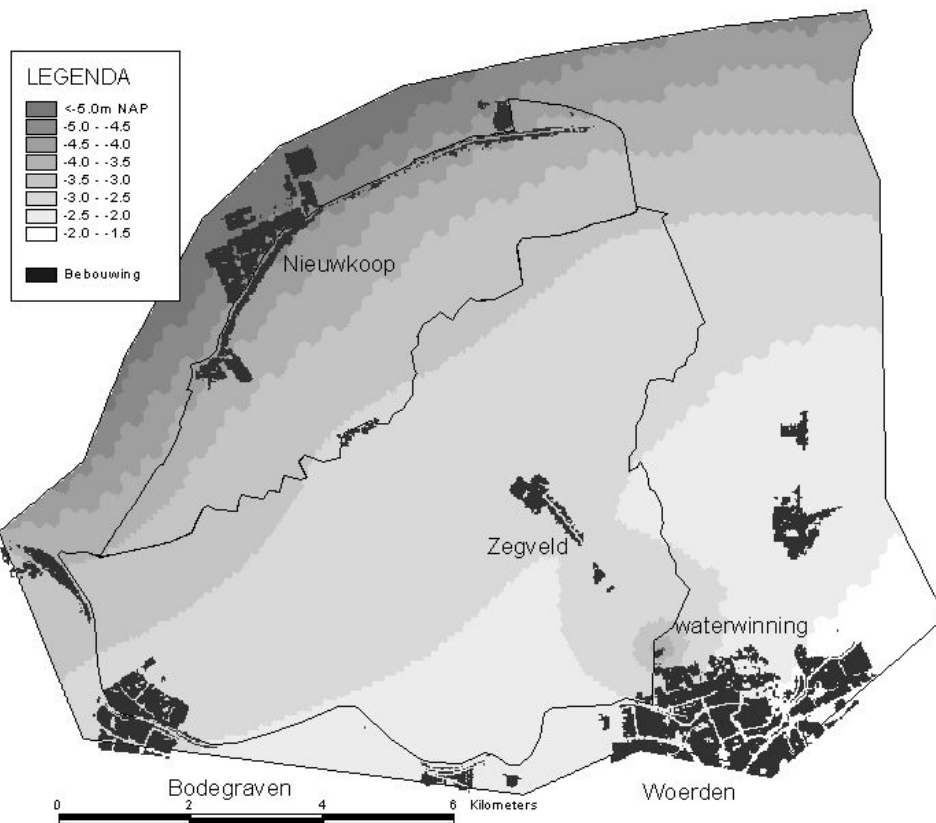 LEGENDA
<-5.0m NAP
-5.0 - -4.5
-4.5 - -4.0
-4.0 - -3.5
-3.5 - -3.0
-3.0 - -2.5
-2.5 - -2.0
-2.0 - -1.5
Bebouwing
Nieuwkoop
Zegveld
waterwinning
Bodegraven
Woerden
0 2 4 6 Kilometers